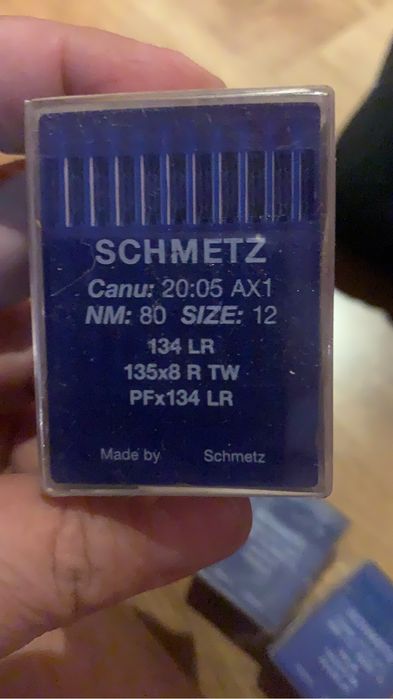 SCHMETZ
Canu: 20:05 AX1
NM: 80 SIZE: 12
134 LR
135x8 R TW
PFx134 LR
Made by Schmetz